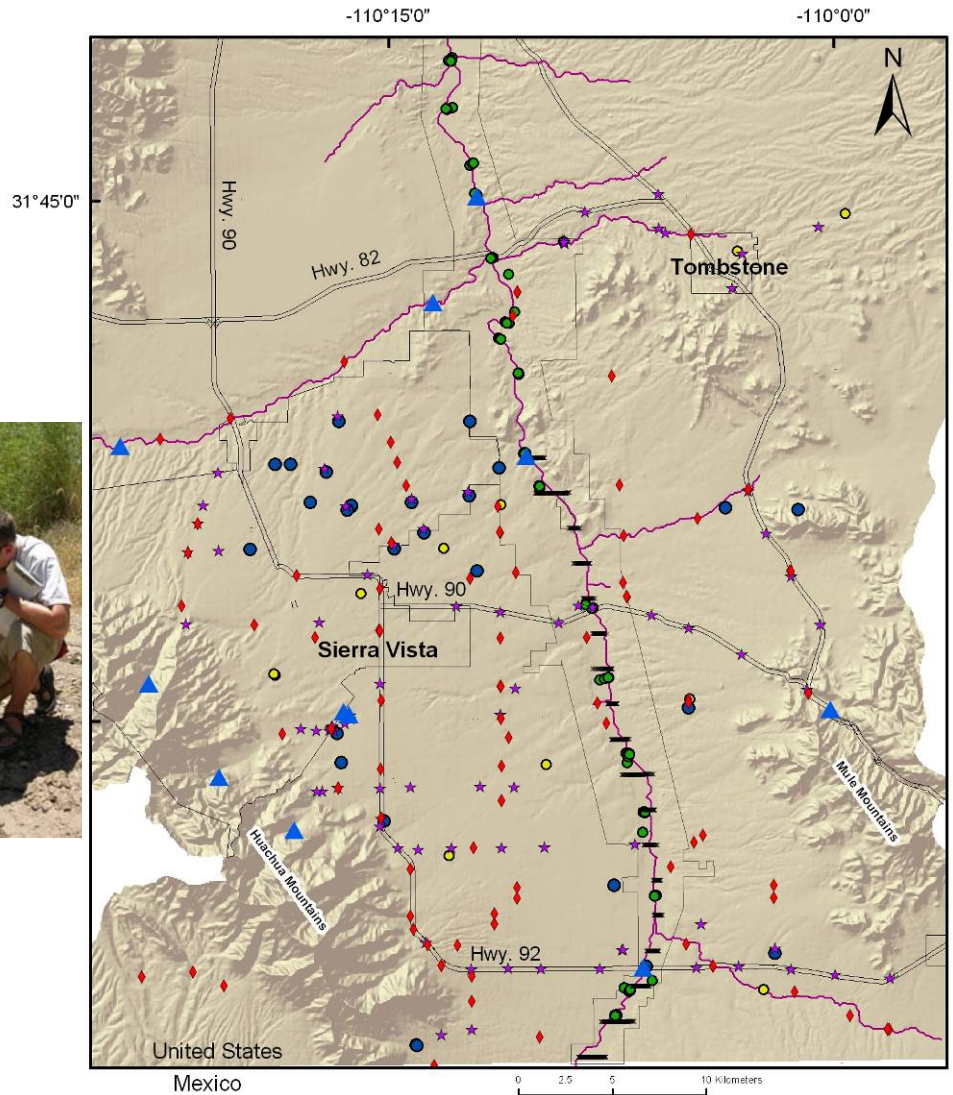 -110°15'0"
-110°0'0"
N
31°45'0"
Hwy. 90
Hwy. 82
Tombstone
Hwy. 90
Sierra Vista
Mule Mountains
Huachua Mountains
Hwy. 92
United States
Mexico
0 2.5 5 10 Kilometers